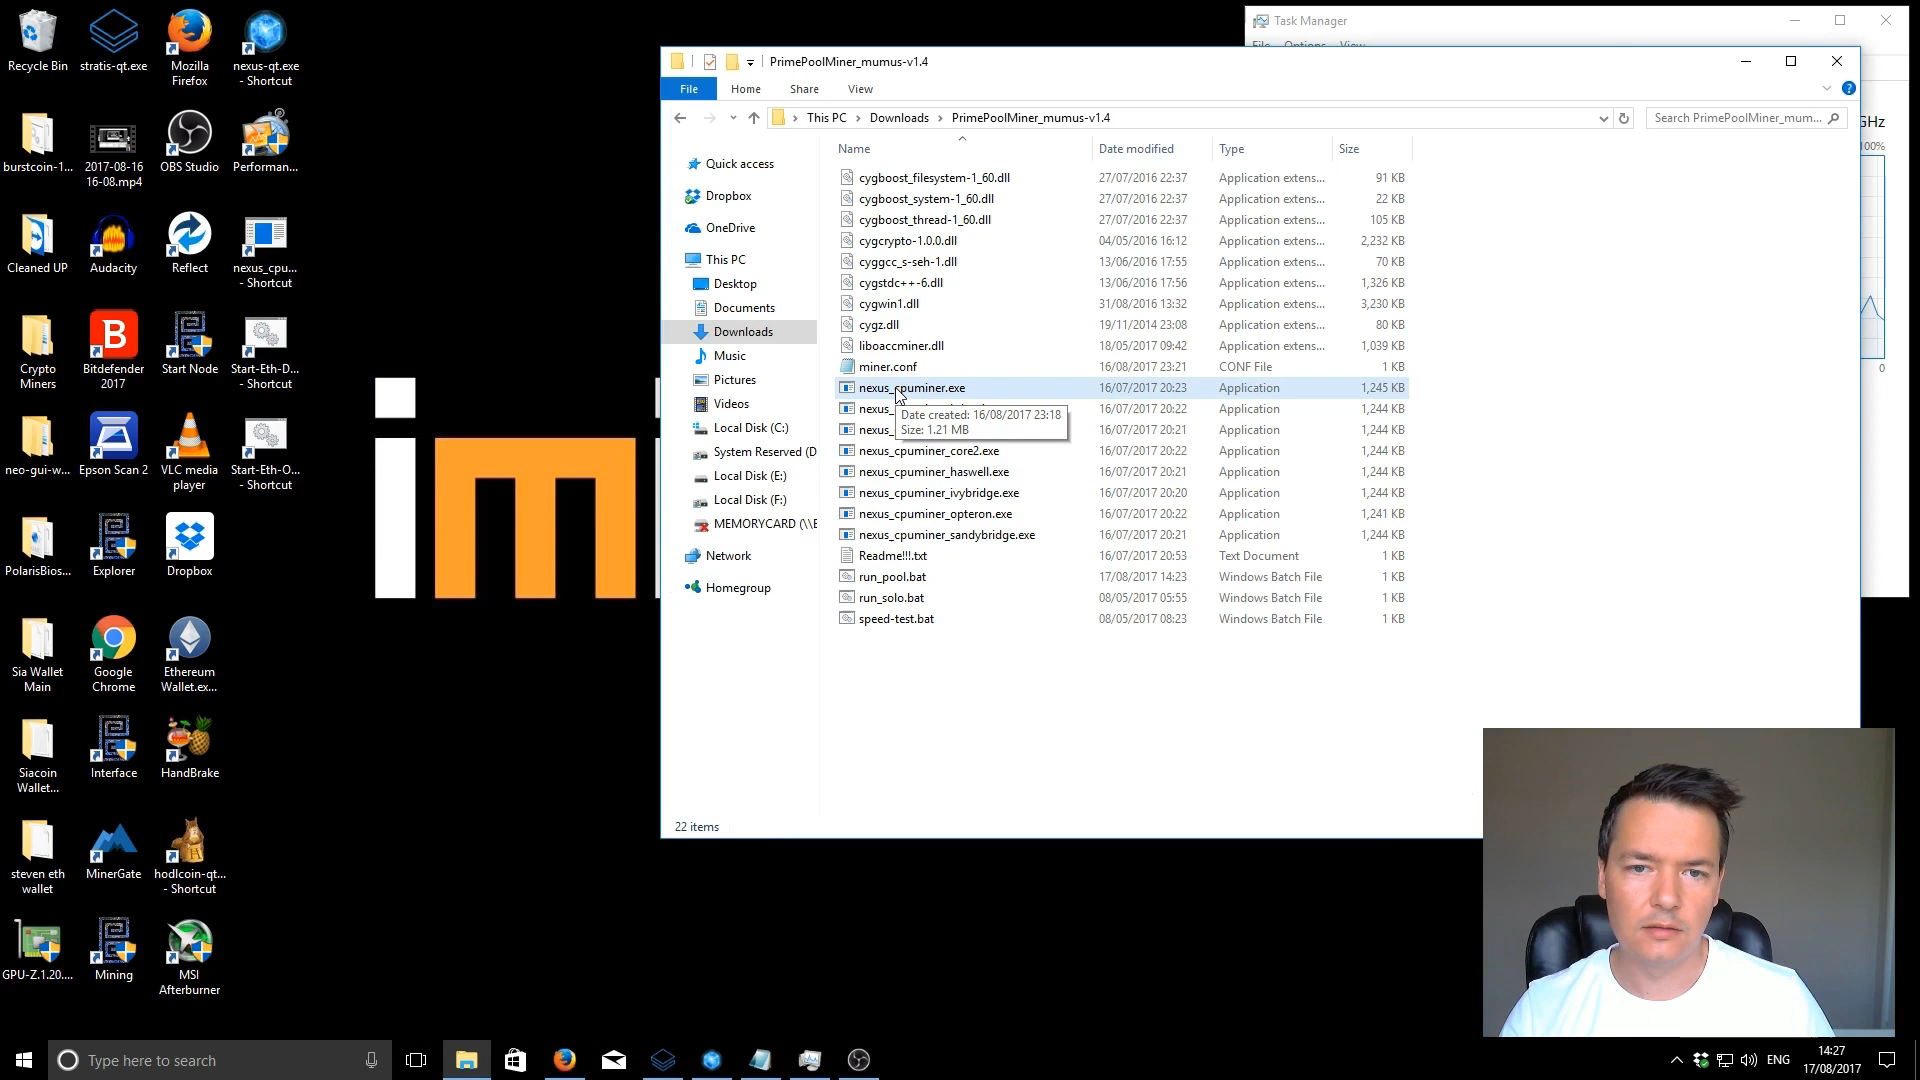 Recycle Bin
stratis-qt.exe
Mozilla
Firefox
nexus-qt.exe
- Shortcut
burstcoin-1...
2017-08-16
16-08.mp4
OBS Studio
Performan...
Cleaned UP
Audacity
Reflect
nexus_cpu...
- Shortcut
Crypto
Miners
Bitdefender
2017
Start Node
Start-Eth-D...
- Shortcut
neo-gui-w...
Epson Scan 2
VLC media
player
Start-Eth-O...
- Shortcut
PolarisBios...
Explorer
Dropbox
Sia Wallet
Main
Google
Chrome
Ethereum
Wallet.ex...
Siacoin
Wallet...
Interface
HandBrake
steven eth
wallet
MinerGate
hodlcoin-qt...
- Shortcut
GPU-Z.1.20....
Mining
MSI
Afterburner
im
Task Manager
File Options View
GHz
100%
0
PrimePoolMiner_mumus-v1.4
File Home Share View
This PC > Downloads > PrimePoolMiner_mumus-v1.4
Search PrimePoolMiner_mum...
Quick access
Dropbox
OneDrive
This PC
Desktop
Documents
Downloads
Music
Pictures
Videos
Local Disk (C:)
System Reserved (D
Local Disk (E:)
Local Disk (F:)
MEMORYCARD (\\E
Network
Homegroup
Name Date modified Type Size
cygboost_filesystem-1_60.dll 27/07/2016 22:37 Application extens... 91 KB
cygboost_system-1_60.dll 27/07/2016 22:37 Application extens... 22 KB
cygboost_thread-1_60.dll 27/07/2016 22:37 Application extens... 105 KB
cygcrypto-1.0.0.dll 04/05/2016 16:12 Application extens... 2,232 KB
cyggcc_s-seh-1.dll 13/06/2016 17:55 Application extens... 70 KB
cygstdc++-6.dll 13/06/2016 17:56 Application extens... 1,326 KB
cygwin1.dll 31/08/2016 13:32 Application extens... 3,230 KB
cygz.dll 19/11/2014 23:08 Application extens... 80 KB
liboaccminer.dll 18/05/2017 09:42 Application extens... 1,039 KB
miner.conf 16/08/2017 23:21 CONF File 1 KB
nexus_cpuminer.exe 16/07/2017 20:23 Application 1,245 KB
nexus_ 16/07/2017 20:22 Application 1,244 KB
nexus_ 16/07/2017 20:21 Application 1,244 KB
Date created: 16/08/2017 23:18
Size: 1.21 MB
nexus_cpuminer_core2.exe 16/07/2017 20:22 Application 1,244 KB
nexus_cpuminer_haswell.exe 16/07/2017 20:21 Application 1,244 KB
nexus_cpuminer_ivybridge.exe 16/07/2017 20:20 Application 1,244 KB
nexus_cpuminer_opteron.exe 16/07/2017 20:22 Application 1,241 KB
nexus_cpuminer_sandybridge.exe 16/07/2017 20:21 Application 1,244 KB
Readme!!!.txt 16/07/2017 20:53 Text Document 1 KB
run_pool.bat 17/08/2017 14:23 Windows Batch File 1 KB
run_solo.bat 08/05/2017 05:55 Windows Batch File 1 KB
speed-test.bat 08/05/2017 08:23 Windows Batch File 1 KB
22 items
Type here to search
ENG
14:27
17/08/2017